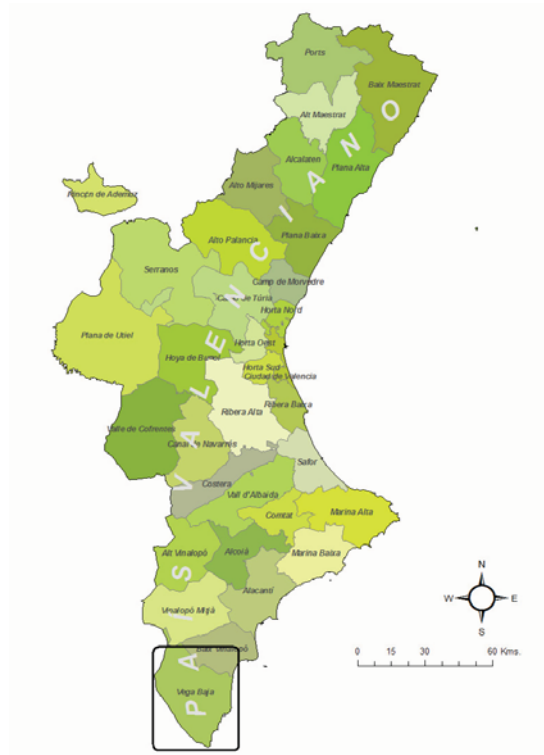 Ports
Baix Maestrat
Alt Maestrat
Alcalaten
Plana Alta
Alto Mijares
Rincón de Ademuz
Plana Baixa
Alto Palancia
Serranos
Camp de Morvedre
Camp de Túria
Horta Nord
Plana de Utiel
Horta Oest
Hoya de Buñol
Horta Sud
Ciudad de Valencia
Ribera Baixa
Ribera Alta
Valle de Cofrentes
Canal de Navarrés
Safor
Costera
Vall d'Albaida
Comtat
Marina Alta
Alt Vinalopó
Alcoià
Marina Baixa
Alacantí
Vinalopó Mitjà
Baix Vinalopó
Vega Baja
PAIS VALENCIANO
N
W E
S
0 15 30 60 Kms.